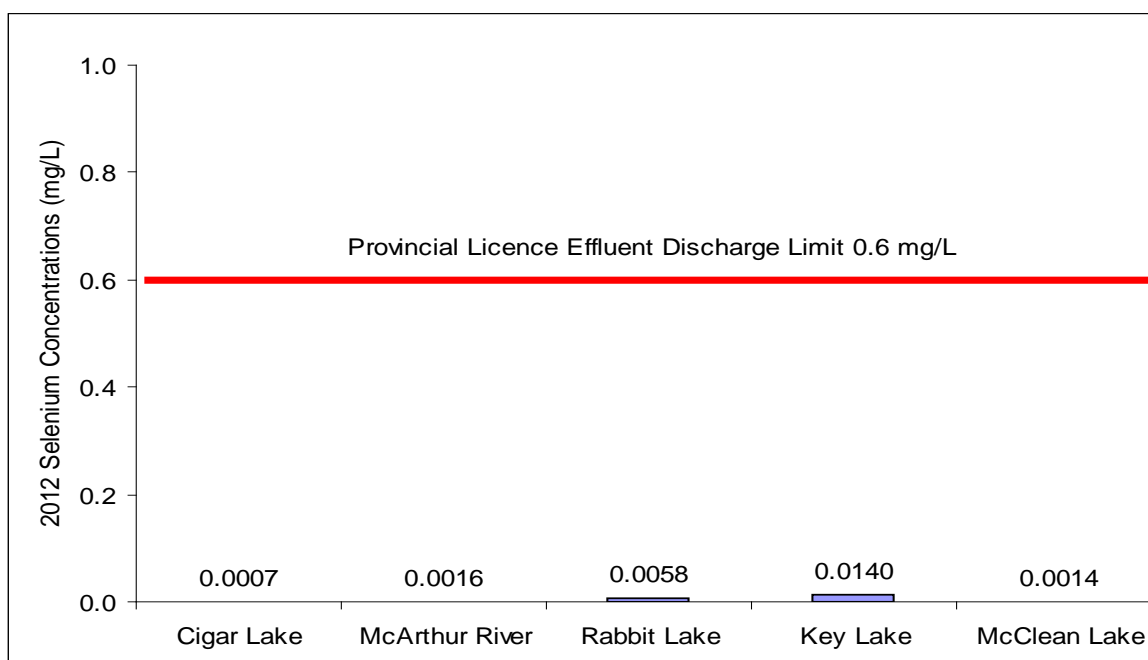 2012 Selenium Concentrations (mg/L)
1.0
0.8
0.6
0.4
0.2
0.0
Provincial Licence Effluent Discharge Limit 0.6 mg/L
0.0007 0.0016 0.0058 0.0140 0.0014
Cigar Lake McArthur River Rabbit Lake Key Lake McClean Lake